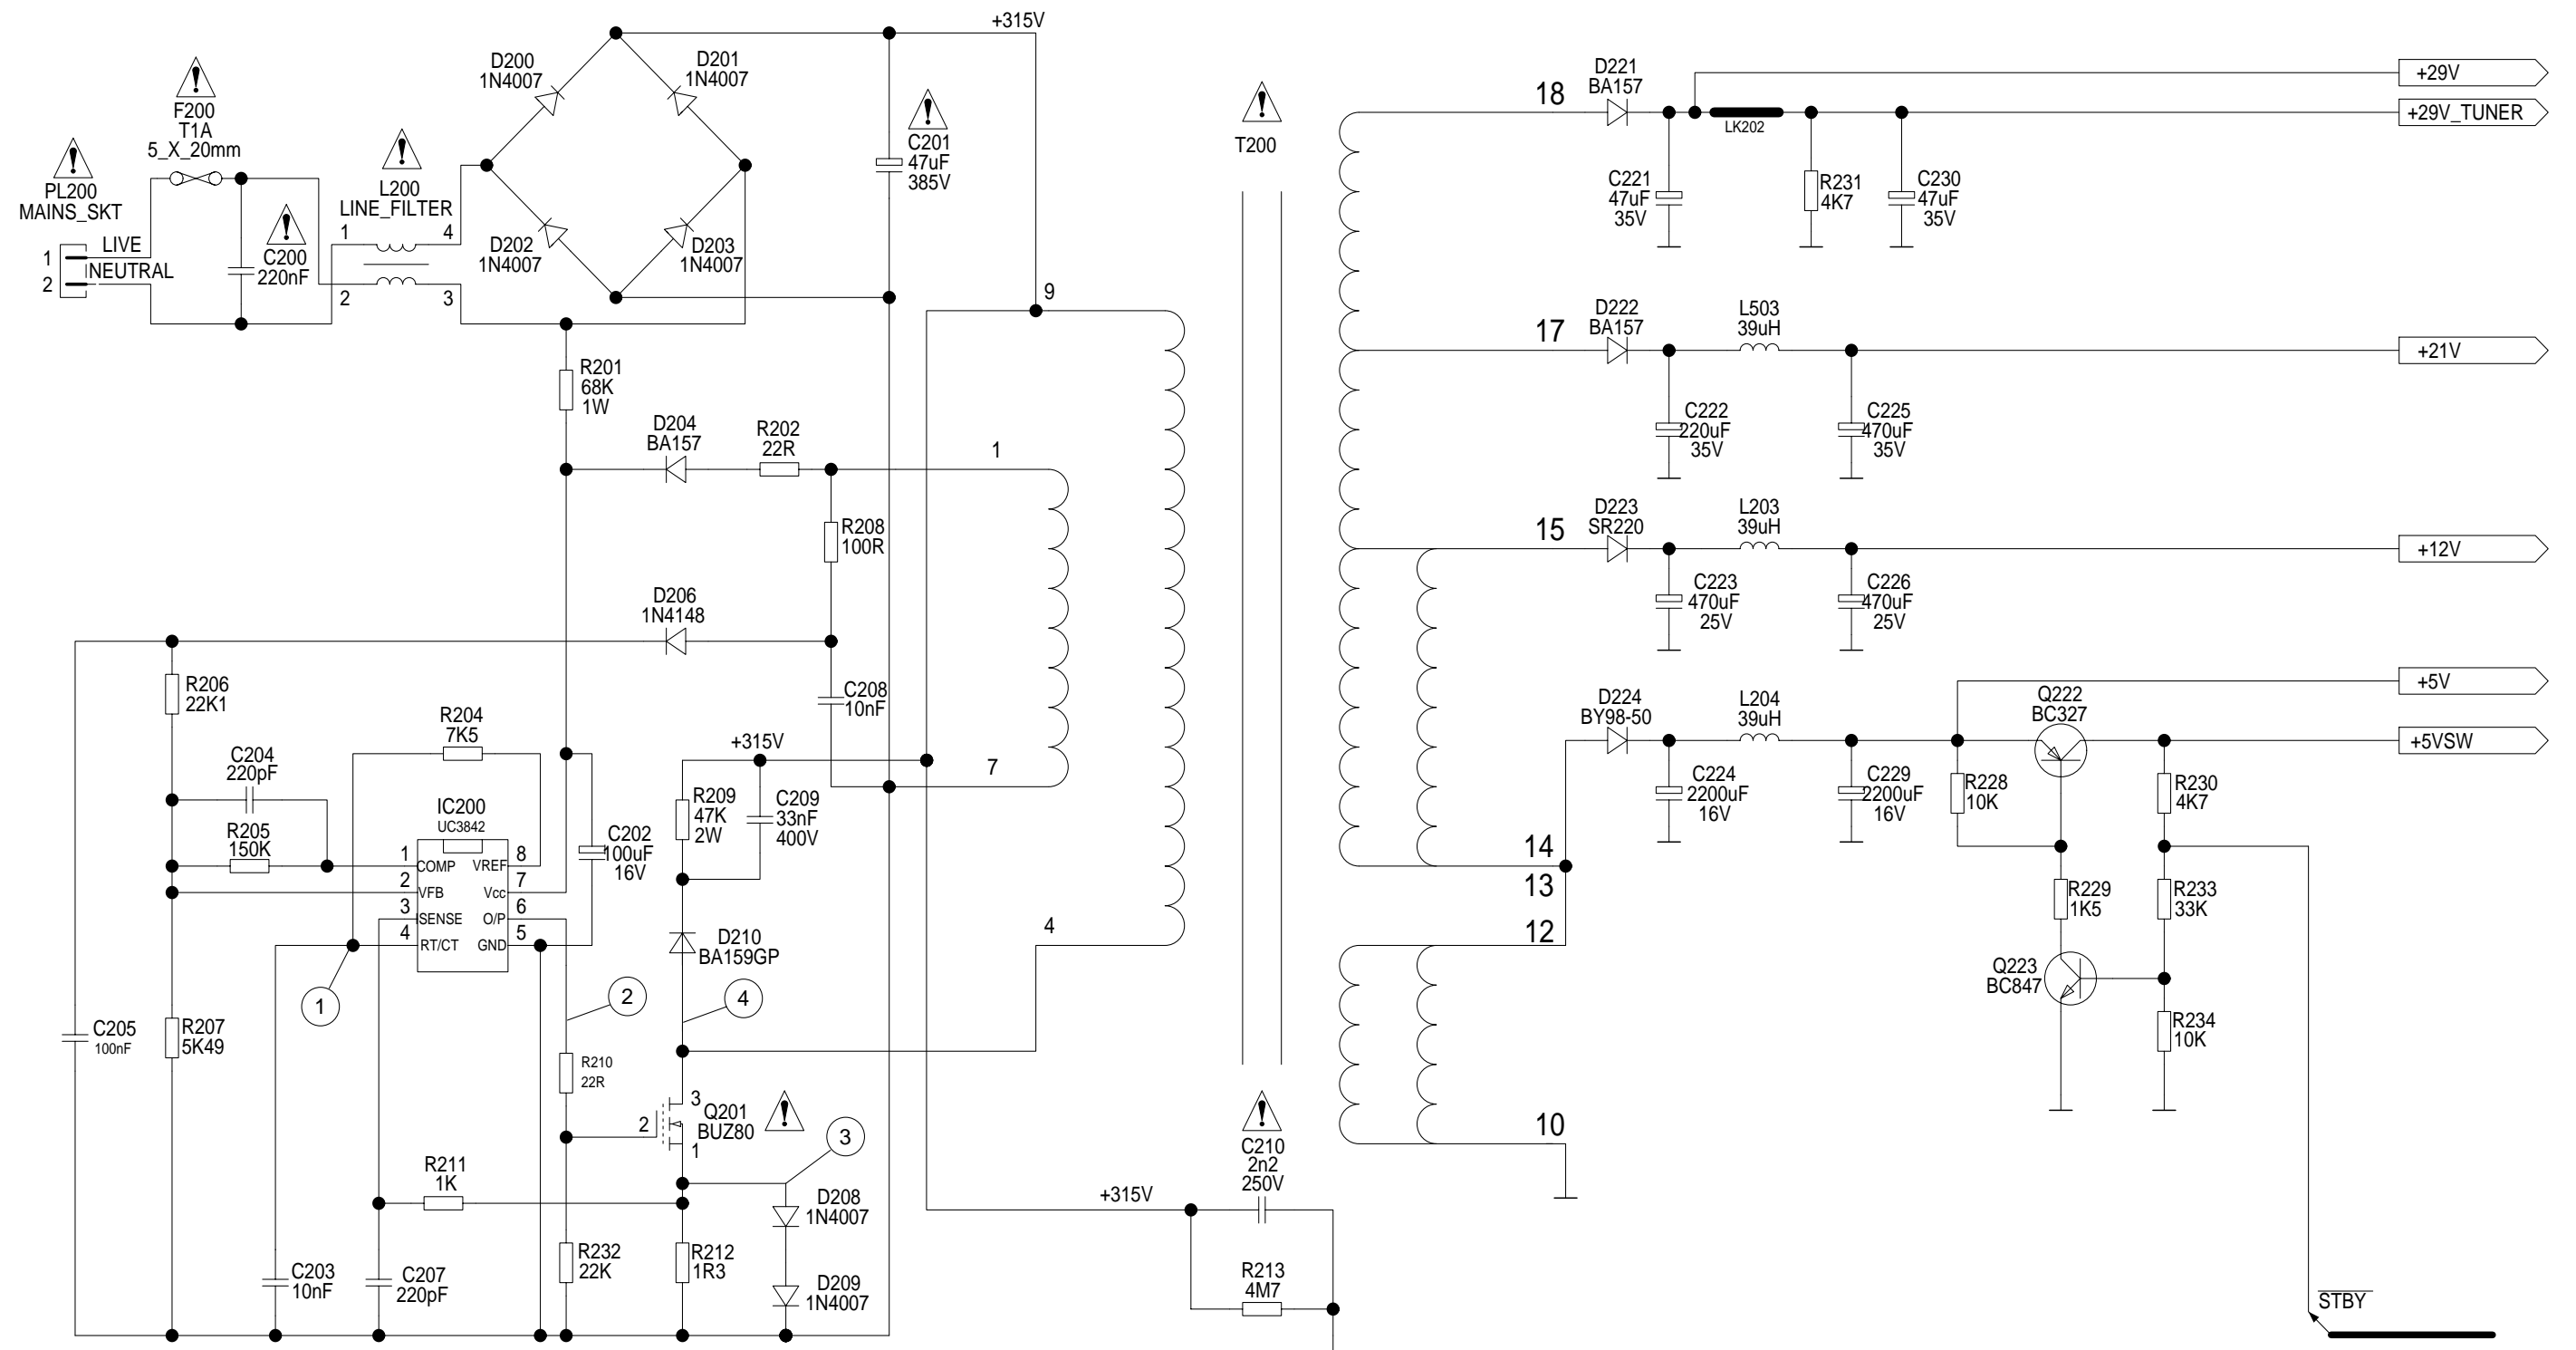 +315V
D200
1N4007
D201
1N4007
F200
T1A
5_X_20mm
PL200
MAINS_SKT
L200
LINE_FILTER
1
4
LIVE
1
NEUTRAL
2
C200
220nF
2
3
D202
1N4007
D203
1N4007
C201
47uF
385V
T200
9
R201
68K
1W
D204
BA157
R202
22R
1
R208
100R
D206
1N4148
C208
10nF
R206
22K1
R204
7K5
C204
220pF
+315V
7
R209
47K
2W
C209
33nF
400V
IC200
UC3842
R205
150K
C202
100uF
16V
1
COMP
VREF
8
2
VFB
Vcc
7
3
SENSE
O/P
6
4
RT/CT
GND
5
4
D210
BA159GP
1
2
4
C205
100nF
R207
5K49
R210
22R
3
2
Q201
BUZ80
1
3
R211
1K
D208
1N4007
R232
22K
R212
1R3
C203
10nF
C207
220pF
D209
1N4007
+315V
C210
2n2
250V
R213
4M7
18
D221
BA157
+29V
+29V_TUNER
LK202
C221
47uF
35V
R231
4K7
C230
47uF
35V
17
D222
BA157
L503
39uH
+21V
C222
220uF
35V
C225
470uF
35V
15
D223
SR220
L203
39uH
+12V
C223
470uF
25V
C226
470uF
25V
D224
BY98-50
L204
39uH
Q222
BC327
+5V
+5VSW
C224
2200uF
16V
C229
2200uF
16V
R228
10K
R230
4K7
14
13
12
R229
1K5
R233
33K
Q223
BC847
R234
10K
10
STBY